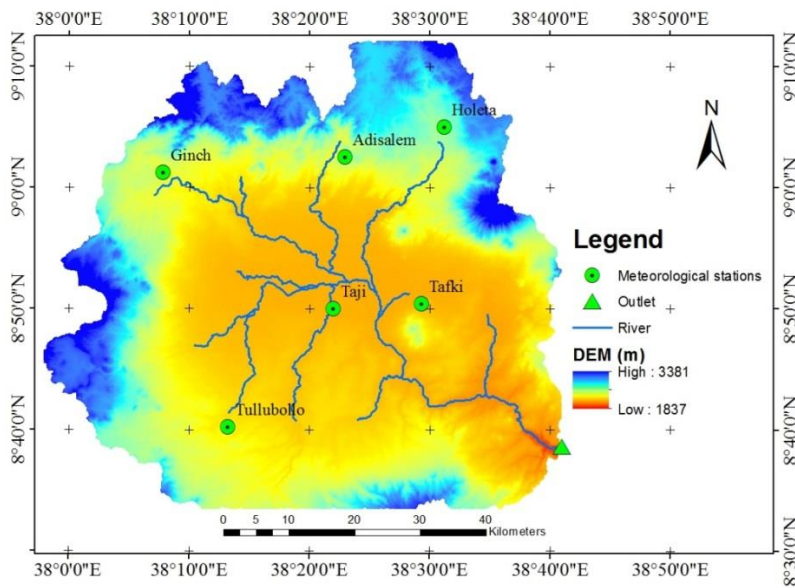 38°0'0"E 38°10'0"E 38°20'0"E 38°30'0"E 38°40'0"E 38°50'0"E
9°10'0"N
9°0'0"N
8°50'0"N
8°40'0"N
Holeta
Adisalem
Ginch
Taji
Tafki
Tullubollo
N
Legend
Meteorological stations
Outlet
River
DEM (m)
High : 3381
Low : 1837
0 5 10 20 30 40
Kilometers
9°10'0"N
9°0'0"N
8°50'0"N
8°40'0"N
8°30'0"N
38°0'0"E 38°10'0"E 38°20'0"E 38°30'0"E 38°40'0"E 38°50'0"E